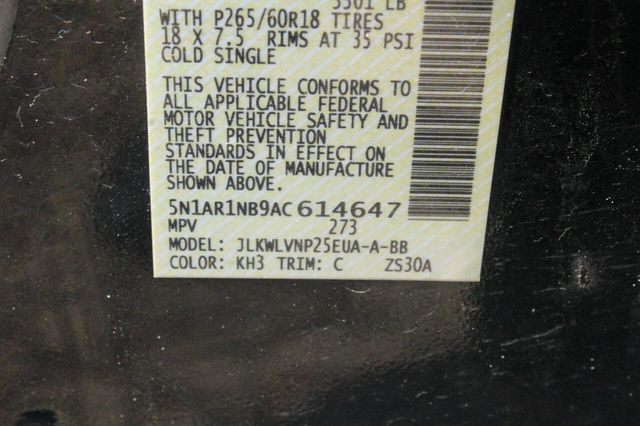 5501 LB
WITH P265/60R18 TIRES
18 X 7.5 RIMS AT 35 PSI
COLD SINGLE
THIS VEHICLE CONFORMS TO
ALL APPLICABLE FEDERAL
MOTOR VEHICLE SAFETY AND
THEFT PREVENTION
STANDARDS IN EFFECT ON
THE DATE OF MANUFACTURE
SHOWN ABOVE.
5N1AR1NB9AC614647
MPV 273
MODEL: JLKWLVNP25EUA-A-BB
COLOR: KH3 TRIM: C ZS30A